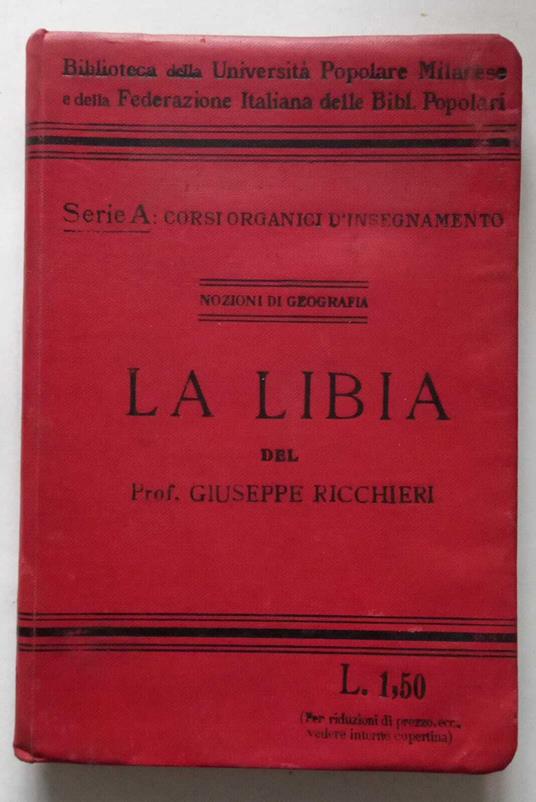 Biblioteca della Università Popolare Milanese
e della Federazione Italiana delle Bibl. Popolari
Serie A: CORSI ORGANICI D'INSEGNAMENTO
NOZIONI DI GEOGRAFIA
LA LIBIA
DEL
Prof. GIUSEPPE RICCHIERI
L. 1,50
(Per riduzioni di prezzo, ecc.,
vedere interno copertina)